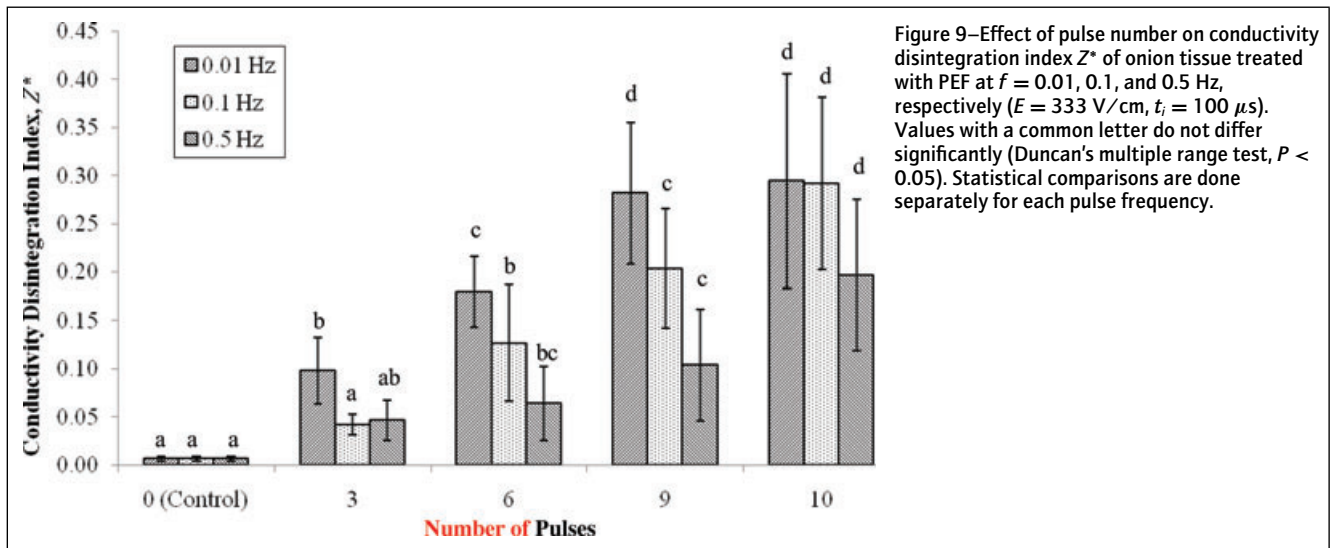 Conductivity Disintegration Index, Z*
0.45
0.40
0.35
0.30
0.25
0.20
0.15
0.10
0.05
0.00
0.01 Hz
0.1 Hz
0.5 Hz
a a a
b a ab
c b bc
d c c
d d d
0 (Control) 3 6 9 10
Number of Pulses
Figure 9–Effect of pulse number on conductivity
disintegration index Z* of onion tissue treated
with PEF at f = 0.01, 0.1, and 0.5 Hz,
respectively (E = 333 V/cm, tᵢ = 100 μs).
Values with a common letter do not differ
significantly (Duncan's multiple range test, P <
0.05). Statistical comparisons are done
separately for each pulse frequency.